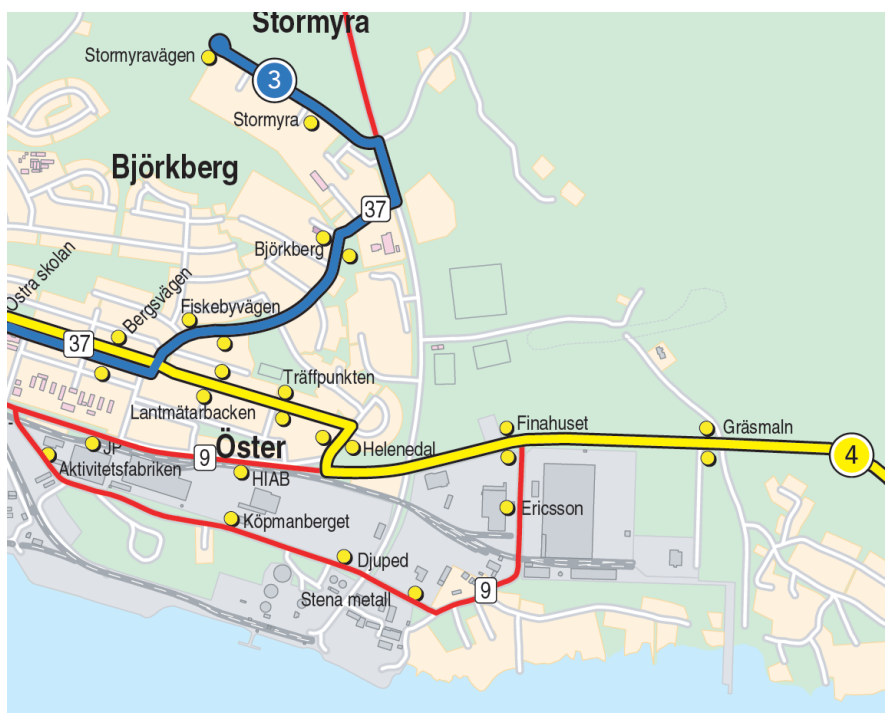 Stormyra
Stormyravägen
3
Stormyra
Björkberg
37
Björkberg
Östra skolan
Bergsvägen
Fiskebyvägen
37
Träffpunkten
Lantmätarbacken
Finahuset
Gräsmaln
JP
9
Öster
Helenedal
4
Aktivitetsfabriken
HIAB
Ericsson
Köpmanberget
Djuped
Stena metall
9